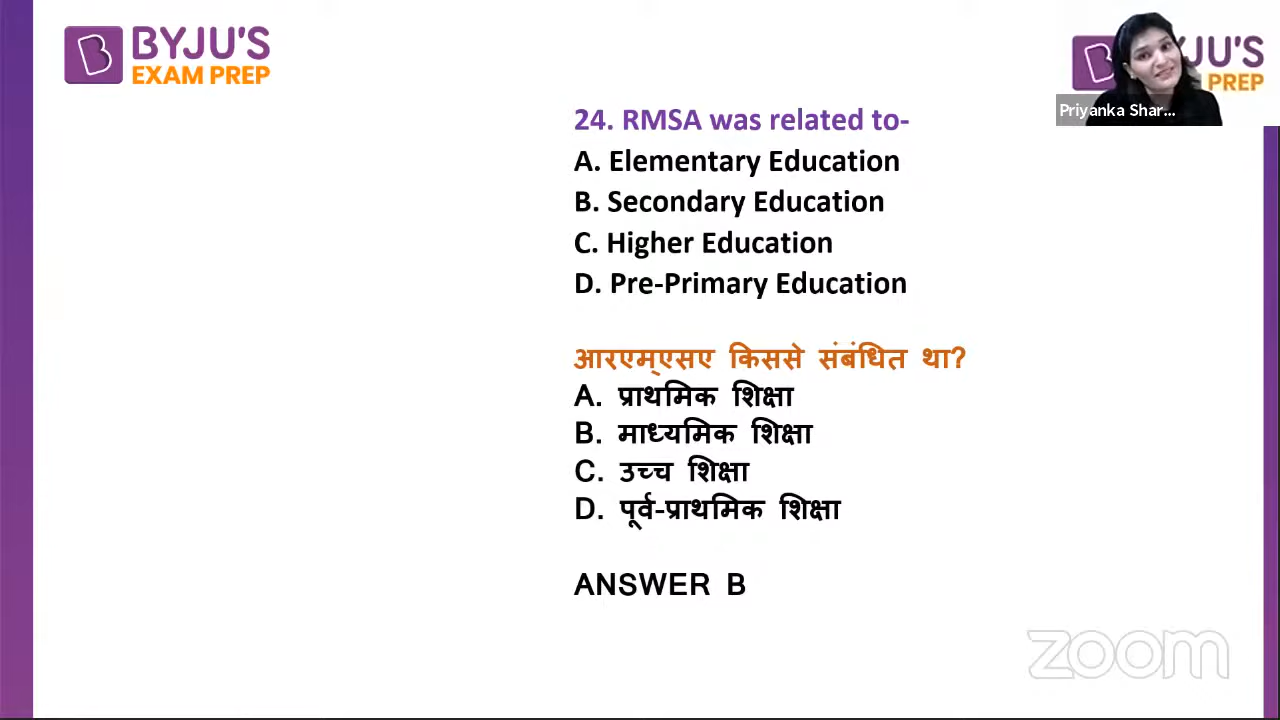 BYJU'S
EXAM PREP
YJU'S
PREP
Priyanka Shar...
24. RMSA was related to-
A. Elementary Education
B. Secondary Education
C. Higher Education
D. Pre-Primary Education
आरएम्एसए किससे संबंधित था?
A. प्राथमिक शिक्षा
B. माध्यमिक शिक्षा
C. उच्च शिक्षा
D. पूर्व-प्राथमिक शिक्षा
ANSWER B
zoom